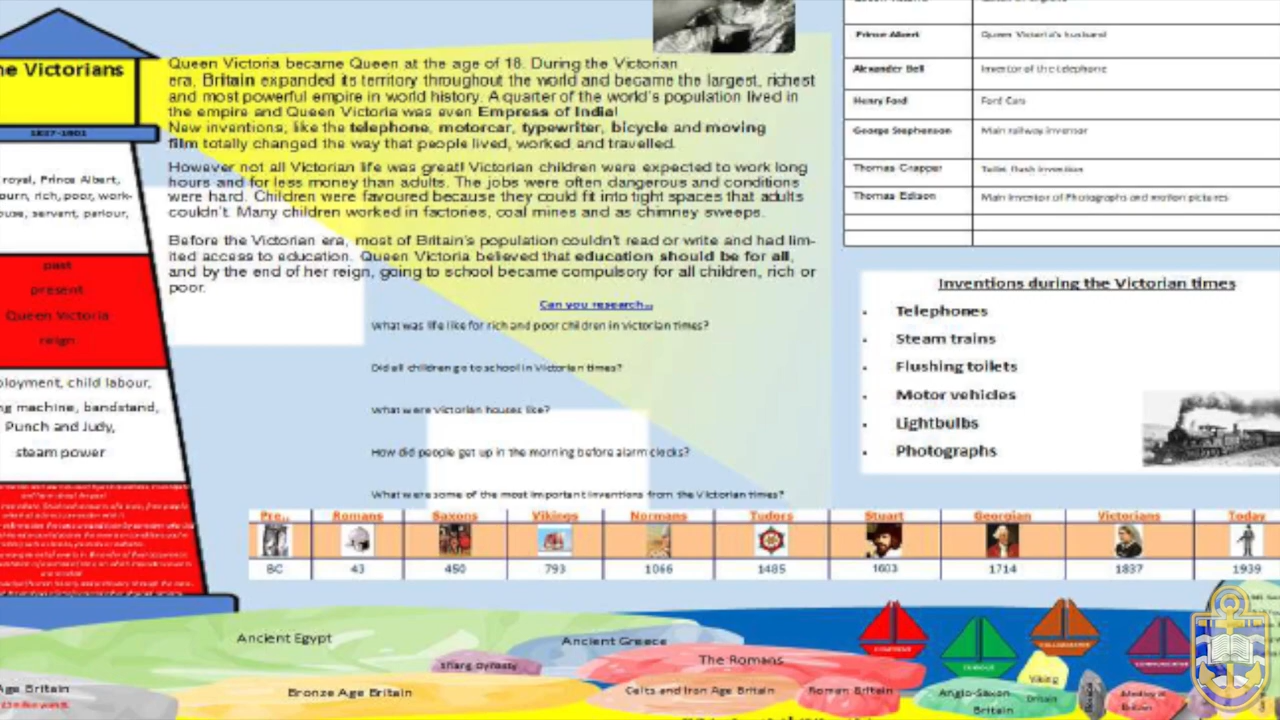 he Victorians
1837-1901
royal, Prince Albert,
ourn, rich, poor, work-
ouse, servant, parlour,
past
present
Queen Victoria
reign
ployment, child labour,
ng machine, bandstand,
Punch and Judy,
steam power
Queen Victoria became Queen at the age of 18. During the Victorian
era, Britain expanded its territory throughout the world and became the largest, richest
and most powerful empire in world history. A quarter of the world's population lived in
the empire and Queen Victoria was even Empress of India!
New inventions, like the telephone, motorcar, typewriter, bicycle and moving
film totally changed the way that people lived, worked and travelled.
However not all Victorian life was great! Victorian children were expected to work long
hours and for less money than adults. The jobs were often dangerous and conditions
were hard. Children were favoured because they could fit into tight spaces that adults
couldn't. Many children worked in factories, coal mines and as chimney sweeps.
Before the Victorian era, most of Britain's population couldn't read or write and had lim-
ited access to education. Queen Victoria believed that education should be for all,
and by the end of her reign, going to school became compulsory for all children, rich or
poor.
Can you research...
What was life like for rich and poor children in Victorian times?
Did all children go to school in Victorian times?
What were Victorian houses like?
How did people get up in the morning before alarm clocks?
What were some of the most important inventions from the Victorian times?
Prince Albert Queen Victoria's husband
Alexander Bell Inventor of the telephone
Henry Ford Ford Cars
George Stephenson Main railway inventor
Thomas Crapper Toilet flush invention
Thomas Edison Main inventor of Photographs and motion pictures
Inventions during the Victorian times
Telephones
Steam trains
Flushing toilets
Motor vehicles
Lightbulbs
Photographs
Pre.. Romans Saxons Vikings Normans Tudors Stuart Georgian Victorians Today
BC 43 450 793 1066 1485 1603 1714 1837 1939
Ancient Egypt
Ancient Greece
Shang dynasty
The Romans
Age Britain
Bronze Age Britain
Celts and Iron Age Britain
Roman Britain
Anglo-Saxon
Britain
Viking
Britain